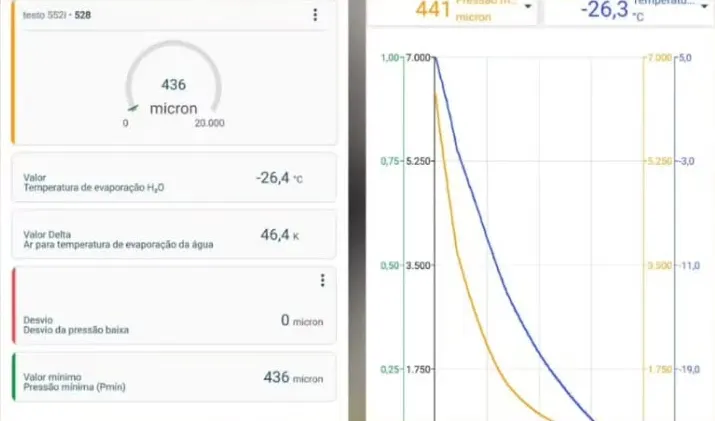 testo 552i - 528
436
micron
0
20.000
Valor
Temperatura de evaporação H₂O
-26,4 °C
Valor Delta
Ar para temperatura de evaporação da água
46,4 K
Desvio
Desvio da pressão baixa
0 micron
Valor mínimo
Pressão mínima (Pmín)
436 micron
441
micron
-26,3 °C
1,00 7.000 7.000 5,0
0,75 5.250 5.250 -3,0
0,50 3.500 3.500 -11,0
0,25 1.750 1.750 -19,0